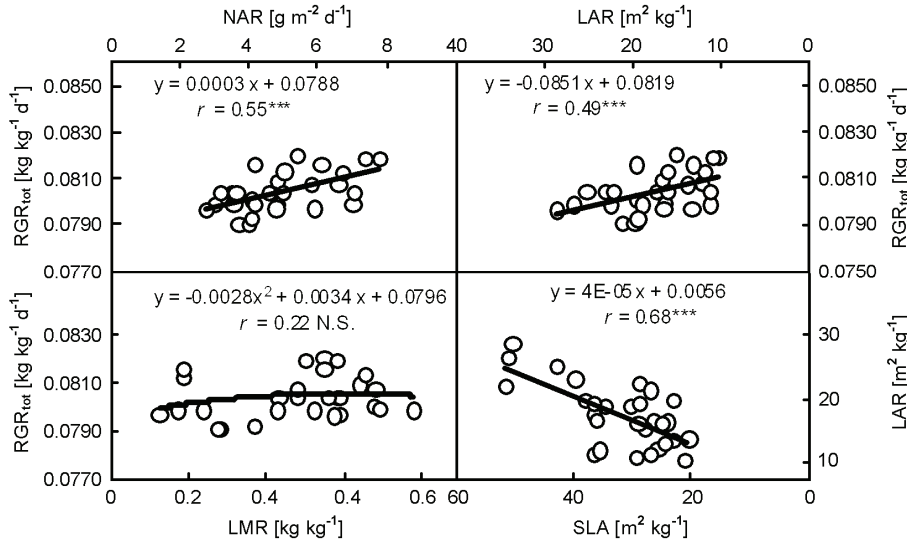 NAR [g m⁻² d⁻¹]
LAR [m² kg⁻¹]
0 2 4 6 8 40 30 20 10 0
RGRtot [kg kg⁻¹ d⁻¹]
0.0850
0.0830
0.0810
0.0790
0.0770
y = 0.0003 x + 0.0788
r = 0.55***
y = -0.0851x + 0.0819
r = 0.49***
0.0850
0.0830
0.0810
0.0790
0.0750
RGRtot [kg kg⁻¹ d⁻¹]
RGRtot [kg kg⁻¹ d⁻¹]
0.0830
0.0810
0.0790
0.0770
y = -0.0028x² + 0.0034 x + 0.0796
r = 0.22 N.S.
y = 4E-05x + 0.0056
r = 0.68***
30
20
10
LAR [m² kg⁻¹]
0 0.2 0.4 0.4 0.6 60 40 20 0
LMR [kg kg⁻¹]
SLA [m² kg⁻¹]